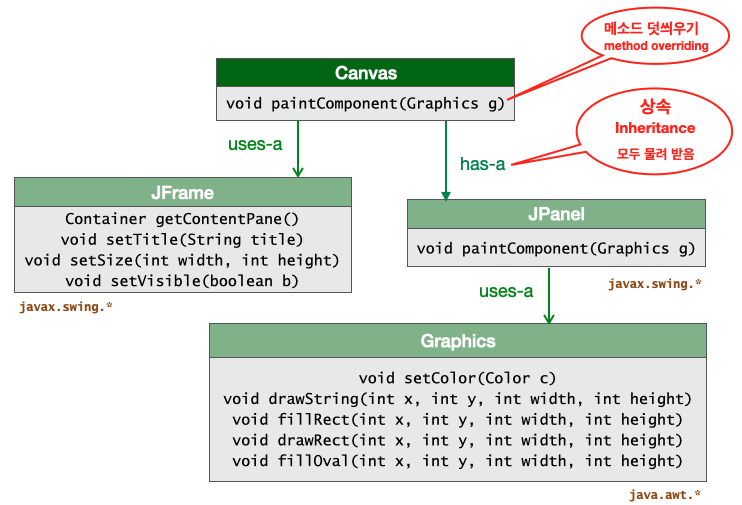 메소드 덧씌우기
method overriding
Canvas
void paintComponent(Graphics g)
상속
Inheritance
모두 물려 받음
uses-a
has-a
JFrame
Container getContentPane()
void setTitle(String title)
void setSize(int width, int height)
void setVisible(boolean b)
javax.swing.*
JPanel
void paintComponent(Graphics g)
javax.swing.*
uses-a
Graphics
void setColor(Color c)
void drawString(int x, int y, int width, int height)
void fillRect(int x, int y, int width, int height)
void drawRect(int x, int y, int width, int height)
void fillOval(int x, int y, int width, int height)
java.awt.*